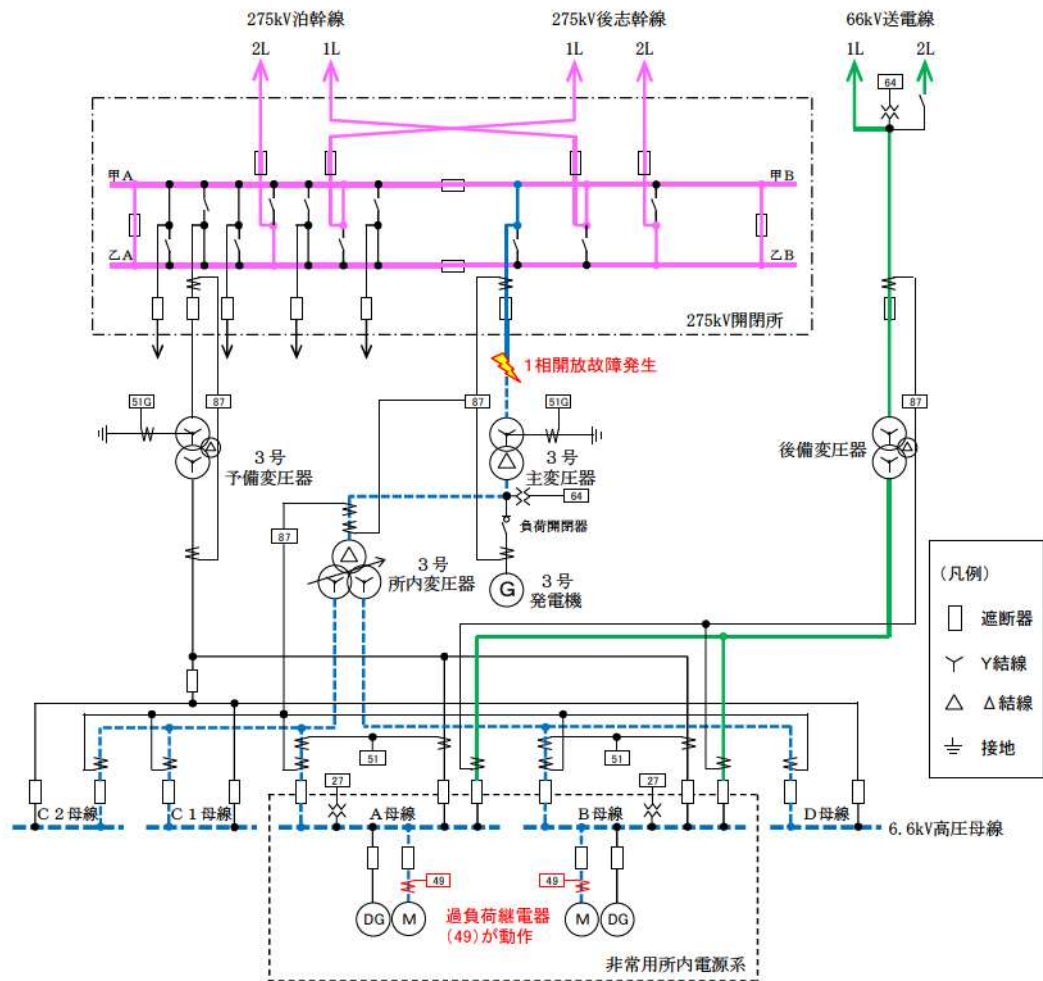 275kV泊幹線
275kV後志幹線
66kV送電線
2L
1L
1L
2L
1L
2L
64
甲A
甲B
乙A
乙B
275kV開閉所
1相開放故障発生
51G
87
87
51G
87
3号
予備変圧器
3号
主変圧器
後備変圧器
64
87
負荷開閉器
3号
所内変圧器
G
3号
発電機
(凡例)
遮断器
Y結線
Δ結線
接地
51
51
27
27
C2母線
C1母線
A母線
B母線
D母線
6.6kV高圧母線
49
49
DG
M
過負荷継電器
(49)が動作
M
DG
非常用所内電源系